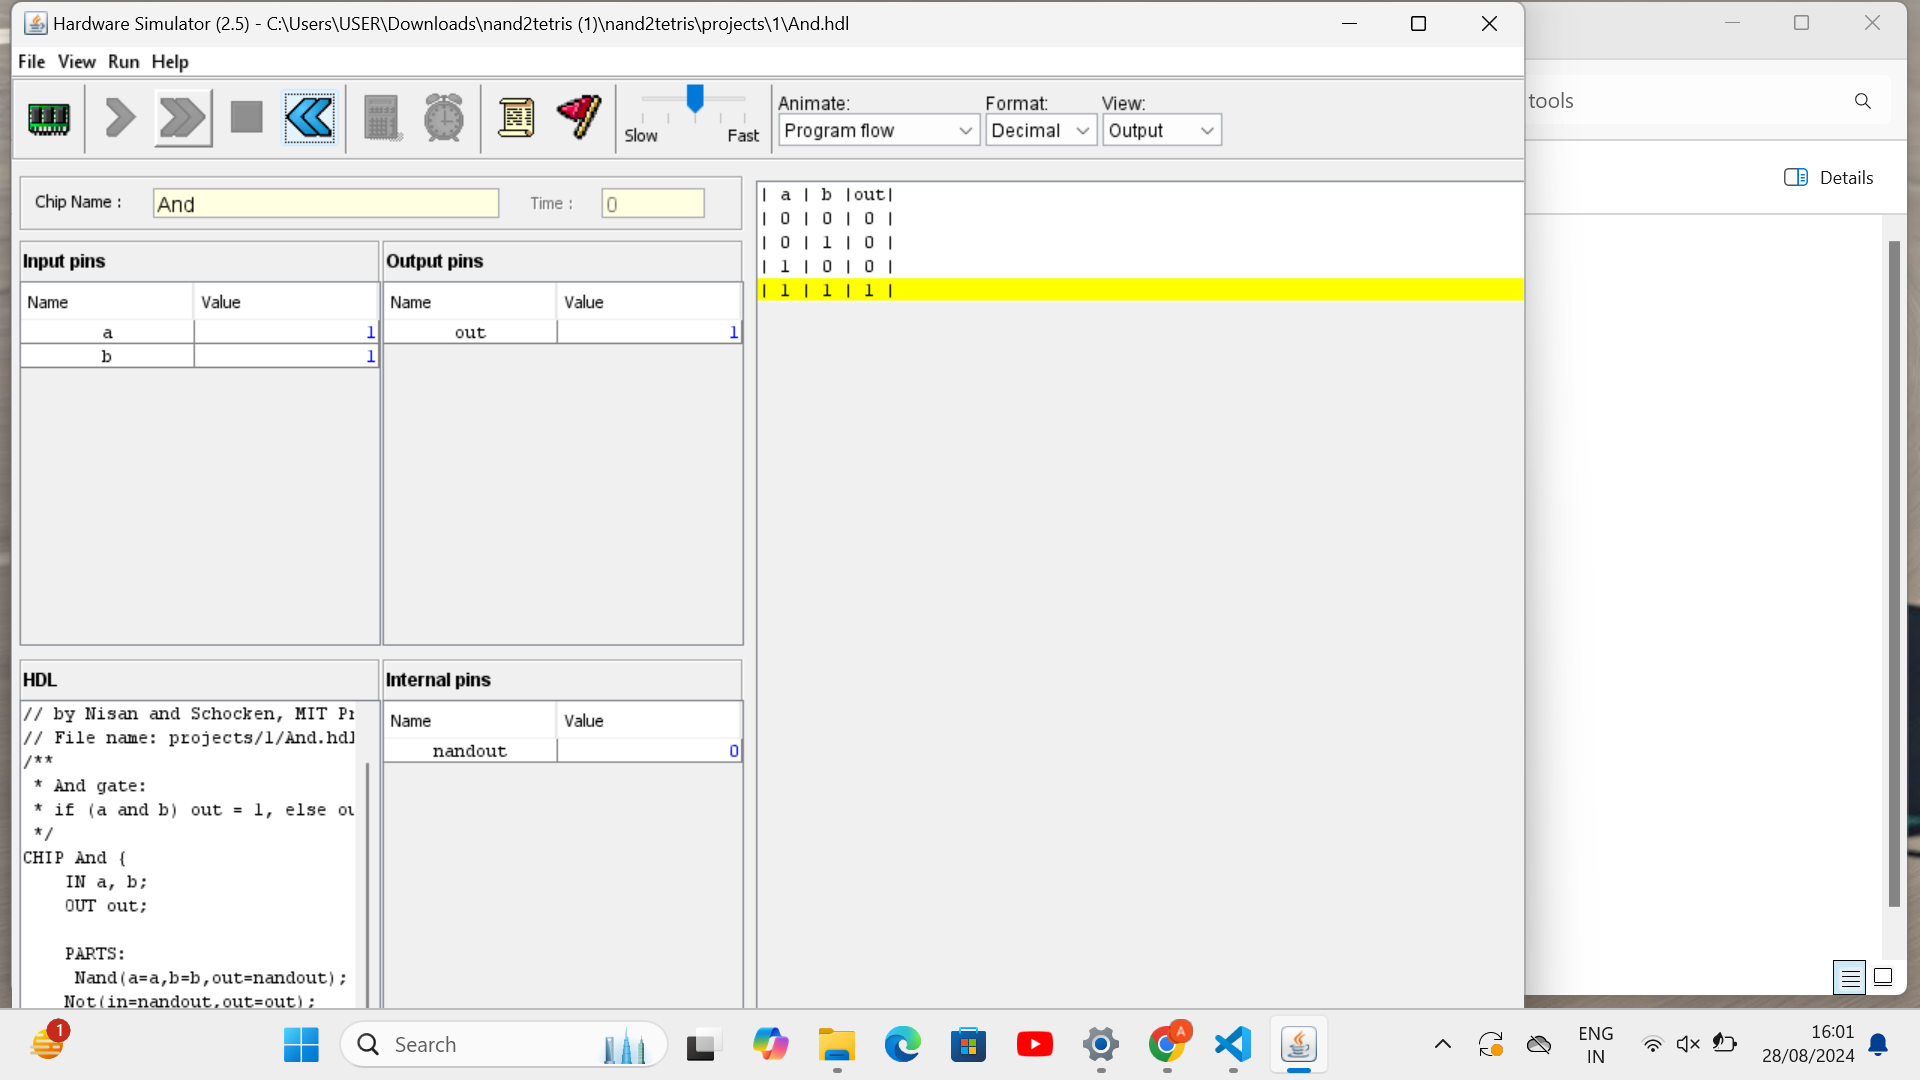 Hardware Simulator (2.5) - C:\Users\USER\Downloads\nand2tetris (1)\nand2tetris\projects\1\And.hdl
File View Run Help
Slow Fast
Animate: Format: View:
Program flow Decimal Output
tools
Details
Chip Name : And Time : 0
Input pins
Name Value
a 1
b 1
Output pins
Name Value
out 1
| a | b |out|
| 0 | 0 | 0 |
| 0 | 1 | 0 |
| 1 | 0 | 0 |
| 1 | 1 | 1 |
HDL
// by Nisan and Schocken, MIT Pr
// File name: projects/1/And.hdl
/**
* And gate:
* if (a and b) out = 1, else ou
*/
CHIP And {
IN a, b;
OUT out;
PARTS:
Nand(a=a,b=b,out=nandout);
Not(in=nandout,out=out);
Internal pins
Name Value
nandout 0
1
Search
A
ENG
IN
16:01
28/08/2024